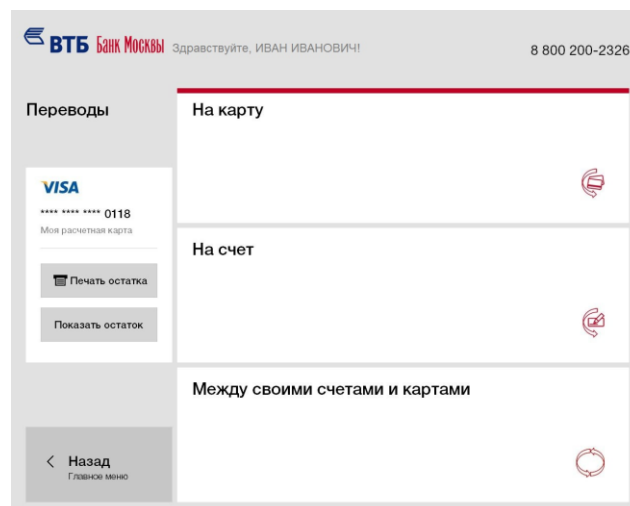 ВТБ Банк Москвы Здравствуйте, ИВАН ИВАНОВИЧ! 8 800 200-2326
Переводы
VISA
**** **** **** 0118
Моя расчетная карта
Печать остатка
Показать остаток
Назад
Главное меню
На карту
На счет
Между своими счетами и картами